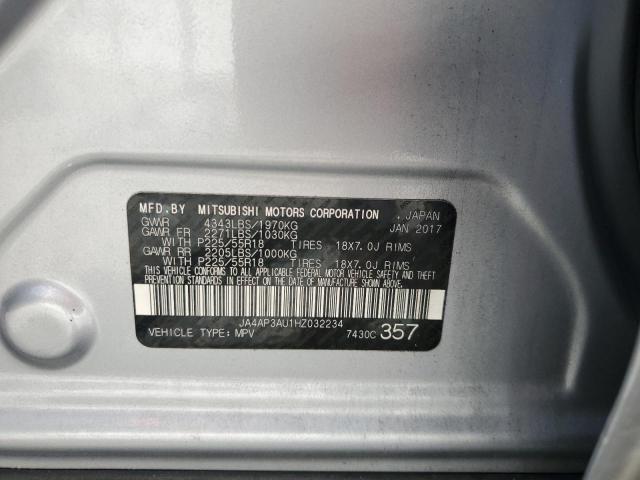 MFD.BY MITSUBISHI MOTORS CORPORATION , JAPAN
GVWR 4343LBS/1970KG JAN 2017
GAWR FR 2271LBS/1030KG
WITH P225/55R18 TIRES 18X7.0J RIMS
GAWR RR 2205LBS/1000KG
WITH P225/55R18 TIRES 18X7.0J RIMS
THIS VEHICLE CONFORMS TO ALL APPLICABLE FEDERAL MOTOR VEHICLE SAFETY AND THEFT
PREVENTION STANDARDS IN EFFECT ON THE DATE OF MANUFACTURE SHOWN ABOVE.
JA4AP3AU1HZ032234
VEHICLE TYPE: MPV 7430C 357